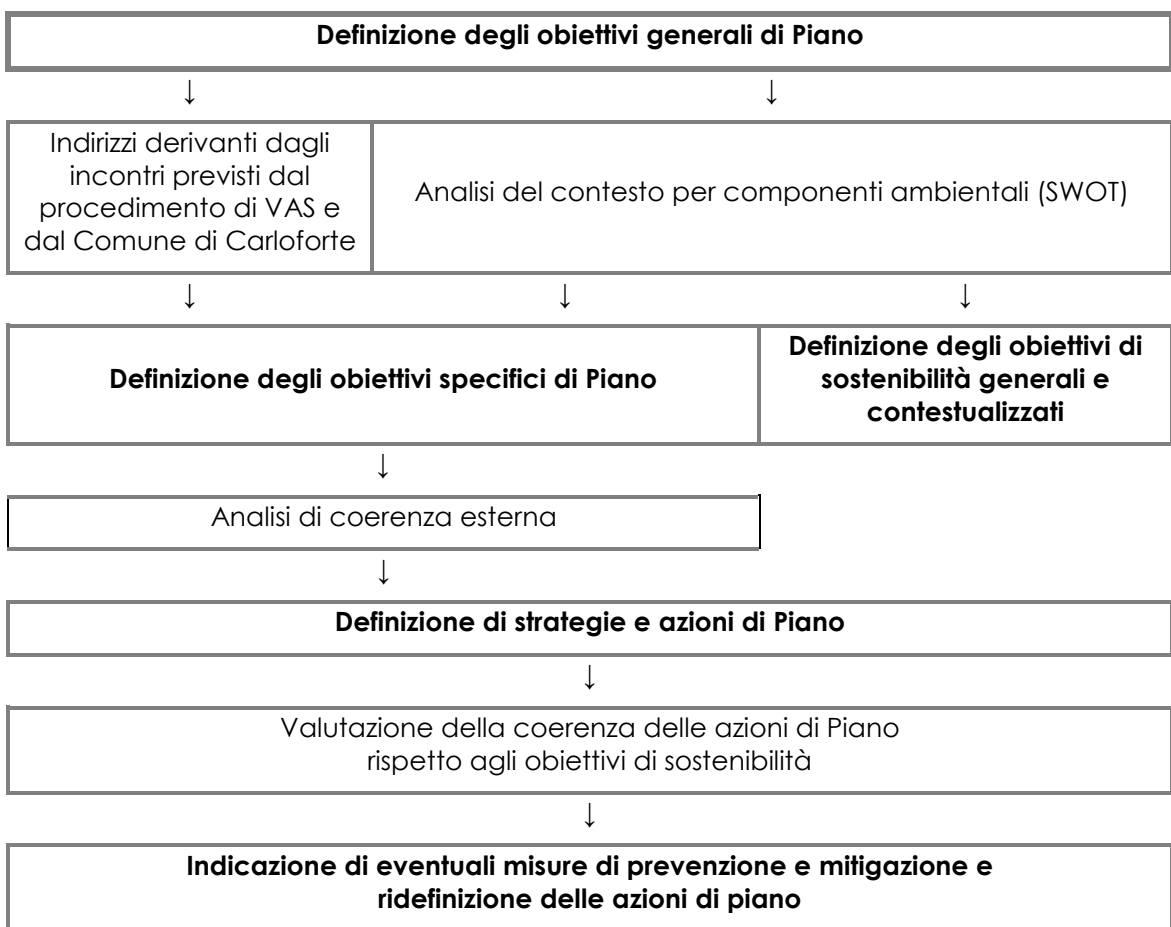 Definizione degli obiettivi generali di Piano
↓ ↓
Indirizzi derivanti dagli
incontri previsti dal
procedimento di VAS e
dal Comune di Carloforte
Analisi del contesto per componenti ambientali (SWOT)
↓ ↓ ↓
Definizione degli obiettivi specifici di Piano
Definizione degli obiettivi di
sostenibilità generali e
contestualizzati
↓
Analisi di coerenza esterna
↓
Definizione di strategie e azioni di Piano
↓
Valutazione della coerenza delle azioni di Piano
rispetto agli obiettivi di sostenibilità
↓
Indicazione di eventuali misure di prevenzione e mitigazione e
ridefinizione delle azioni di piano